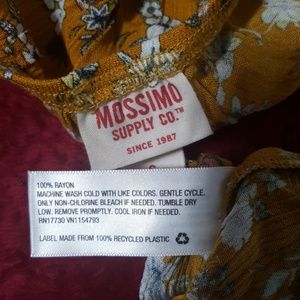 MOSSIMO
SUPPLY CO.™
SINCE 1987
100% RAYON
MACHINE WASH COLD WITH LIKE COLORS. GENTLE CYCLE.
ONLY NON-CHLORINE BLEACH IF NEEDED. TUMBLE DRY
LOW. REMOVE PROMPTLY. COOL IRON IF NEEDED.
RN17730 VN1154793
LABEL MADE FROM 100% RECYCLED PLASTIC